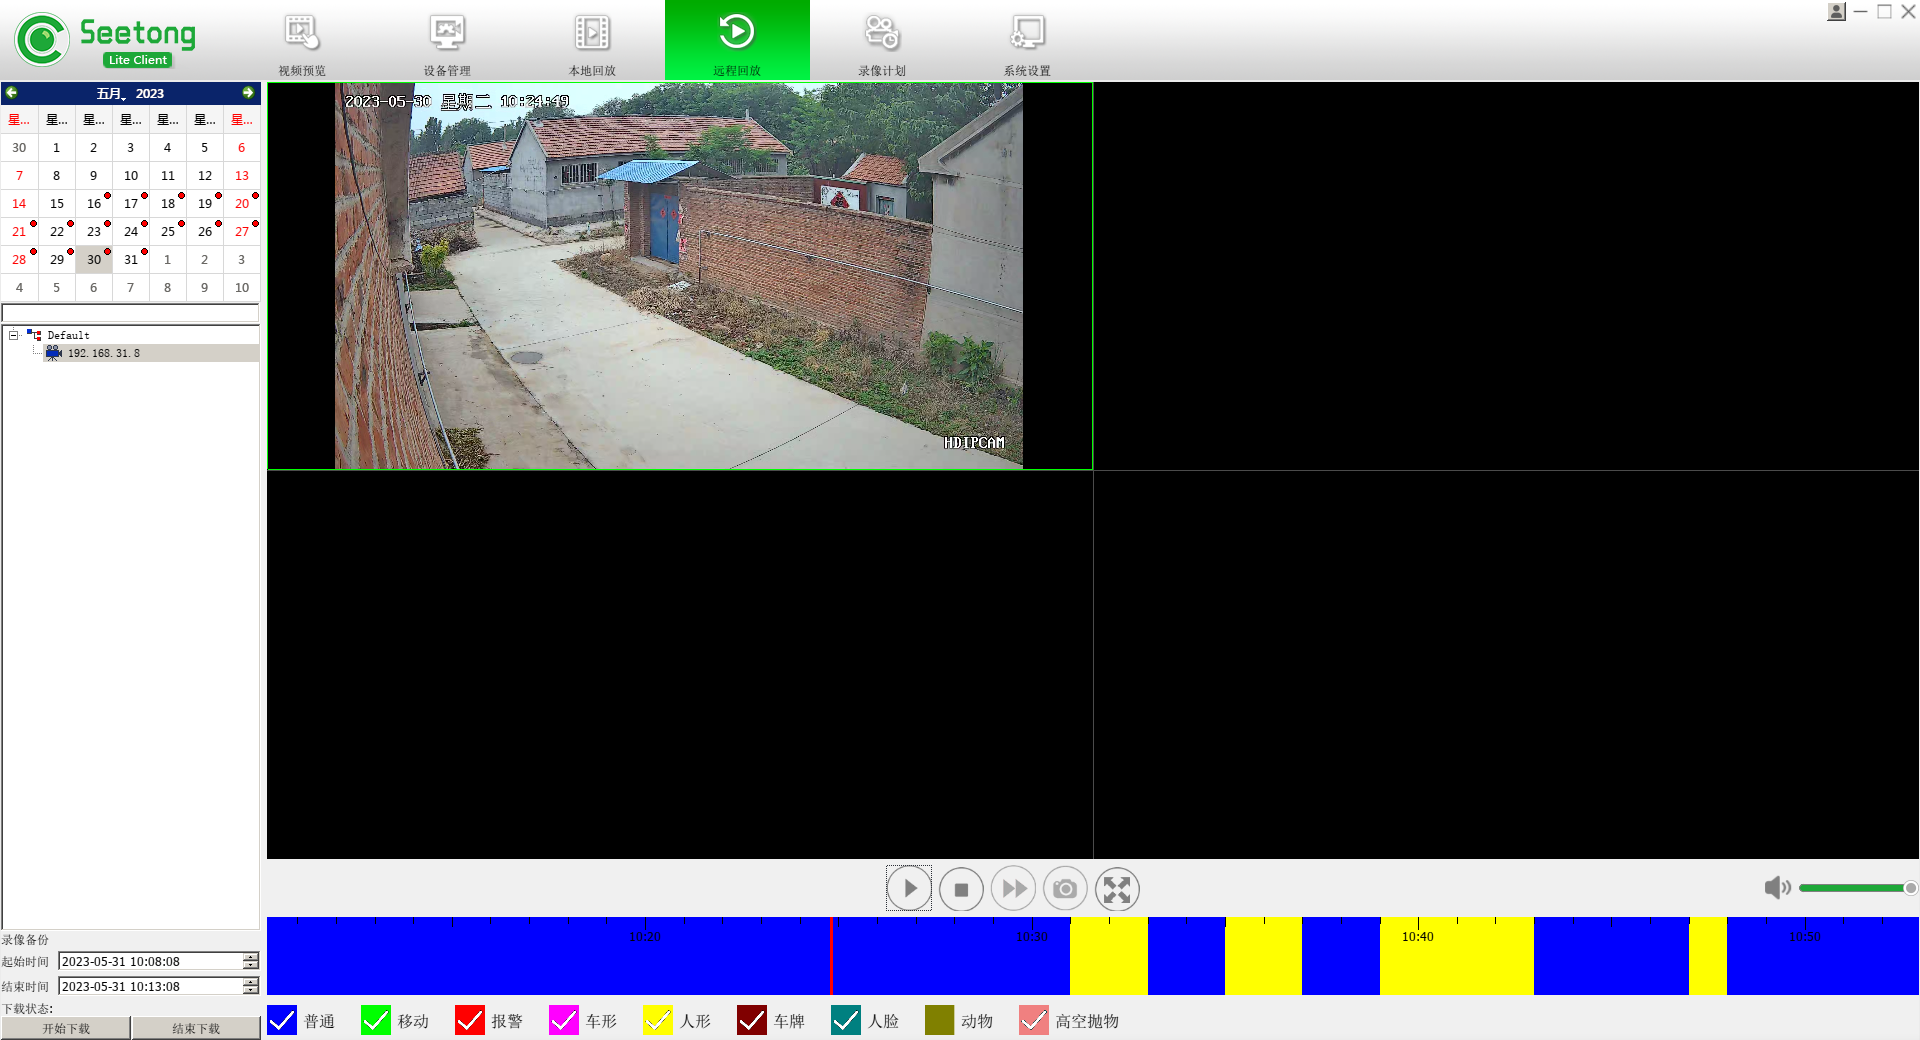 Seetong
Lite Client
视频预览
设备管理
本地回放
远程回放
录像计划
系统设置
五月, 2023
星... 星... 星... 星... 星... 星... 星...
30 1 2 3 4 5 6
7 8 9 10 11 12 13
14 15 16 17 18 19 20
21 22 23 24 25 26 27
28 29 30 31 1 2 3
4 5 6 7 8 9 10
Default
192.168.31.8
2023-05-30 星期二 10:24:49
HDIPCAM
10:20 10:30 10:40 10:50
录像备份
起始时间 2023-05-31 10:08:08
结束时间 2023-05-31 10:13:08
下载状态:
开始下载 结束下载
普通 移动 报警 车形 人形 车牌 人脸 动物 高空抛物